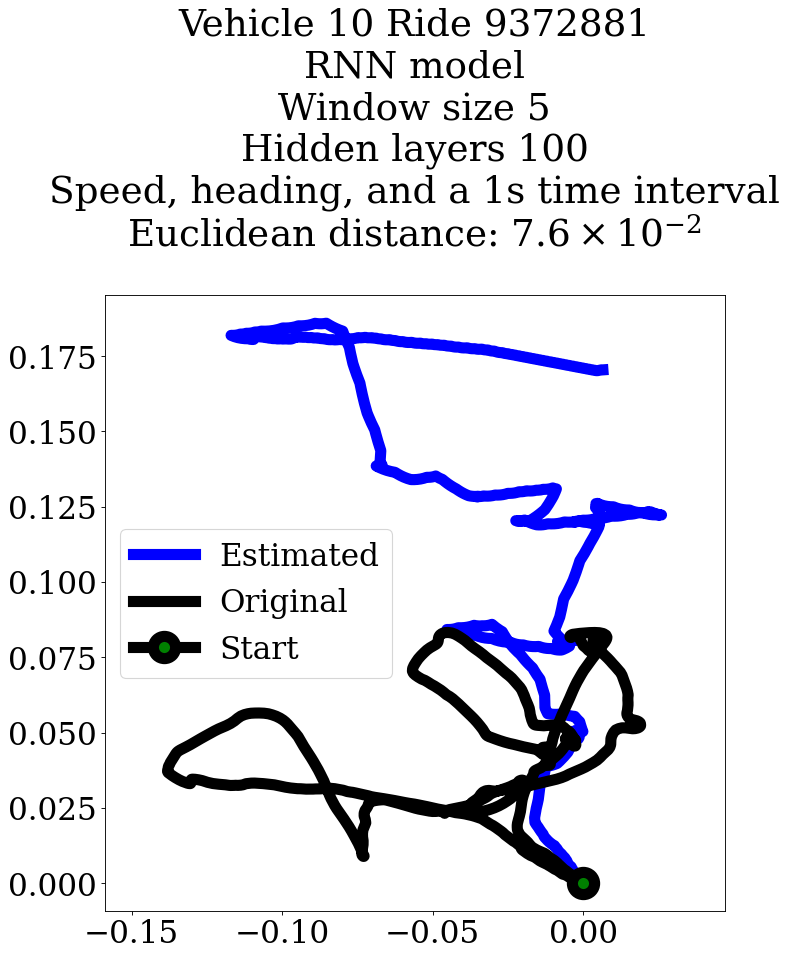 Vehicle 10 Ride 9372881
RNN model
Window size 5
Hidden layers 100
Speed, heading, and a 1s time interval
Euclidean distance: 7.6 × 10⁻²
0.175
0.150
0.125
0.100
0.075
0.050
0.025
0.000
Estimated
Original
Start
−0.15 −0.10 −0.05 0.00